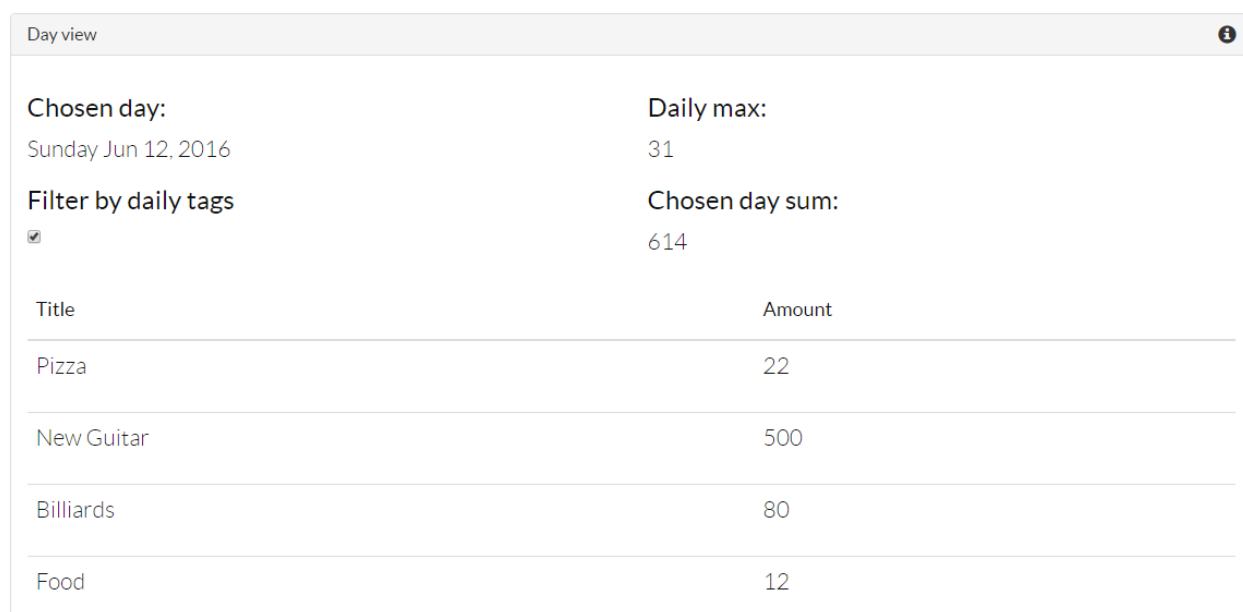 Day view
Chosen day:
Sunday Jun 12, 2016
Daily max:
31
Filter by daily tags
Chosen day sum:
614
Title Amount
Pizza 22
New Guitar 500
Billiards 80
Food 12